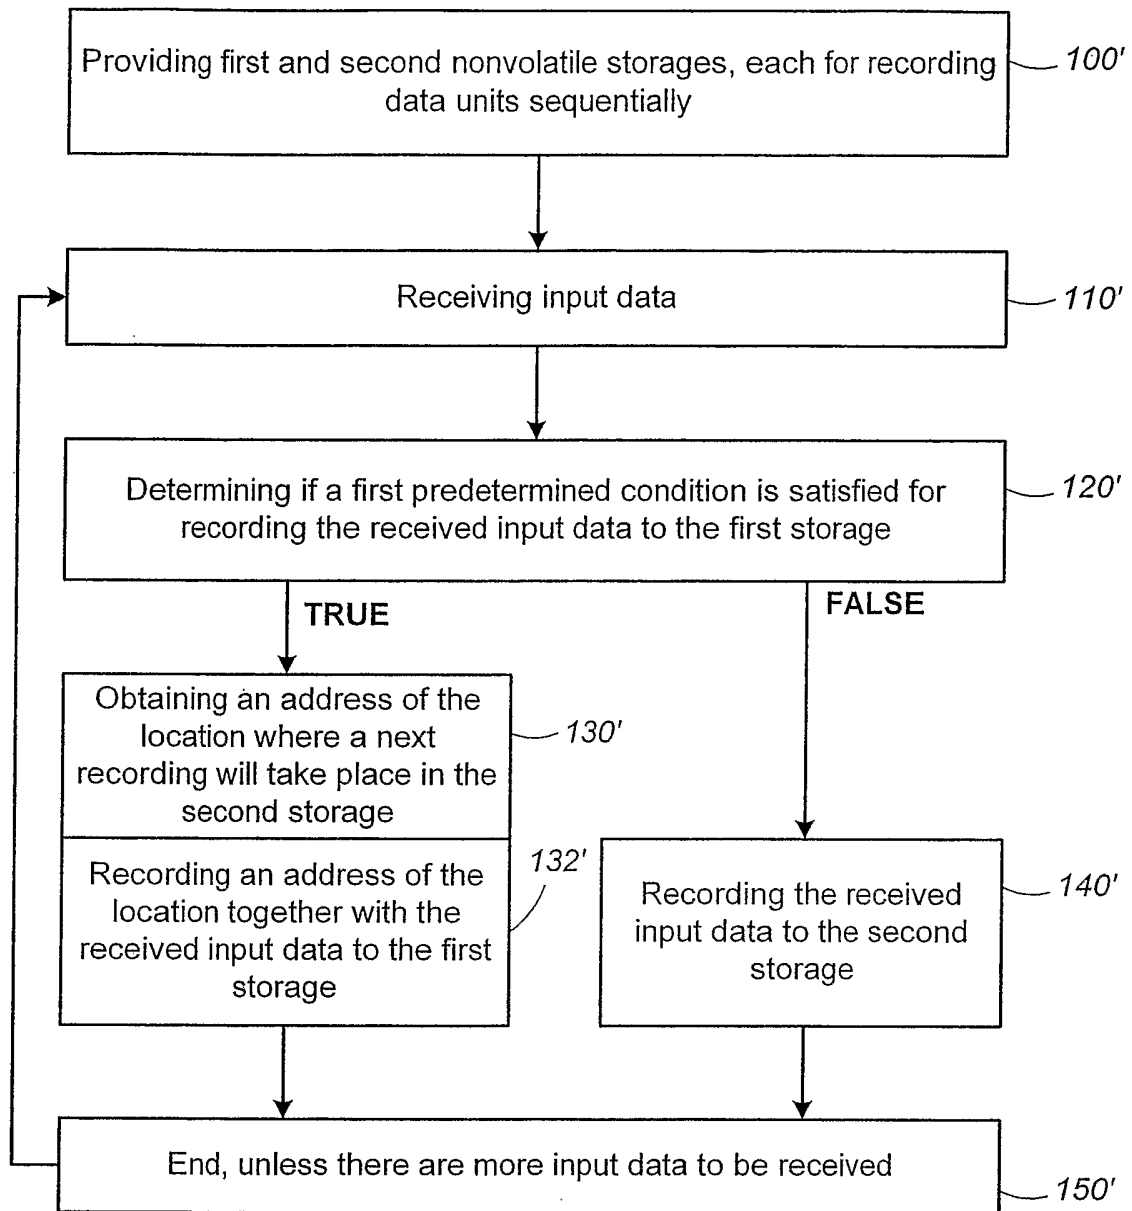 Providing first and second nonvolatile storages, each for recording
data units sequentially
100'
Receiving input data
110'
Determining if a first predetermined condition is satisfied for
recording the received input data to the first storage
120'
TRUE
FALSE
Obtaining an address of the
location where a next
recording will take place in the
second storage
130'
Recording an address of the
location together with the
received input data to the first
storage
132'
Recording the received
input data to the second
storage
140'
End, unless there are more input data to be received
150'